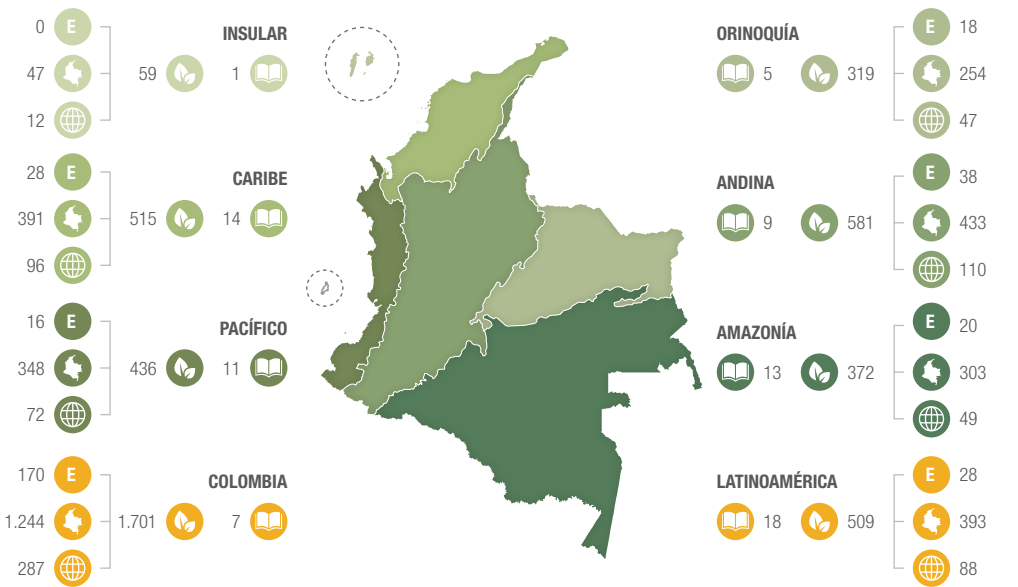 INSULAR
0 E
47
12
59 1
CARIBE
28 E
391
96
515 14
PACÍFICO
16 E
348
72
436 11
COLOMBIA
170 E
1.244
287
1.701 7
ORINOQUÍA
5 319
E 18
254
47
ANDINA
9 581
E 38
433
110
AMAZONÍA
13 372
E 20
303
49
LATINOAMÉRICA
18 509
E 28
393
88